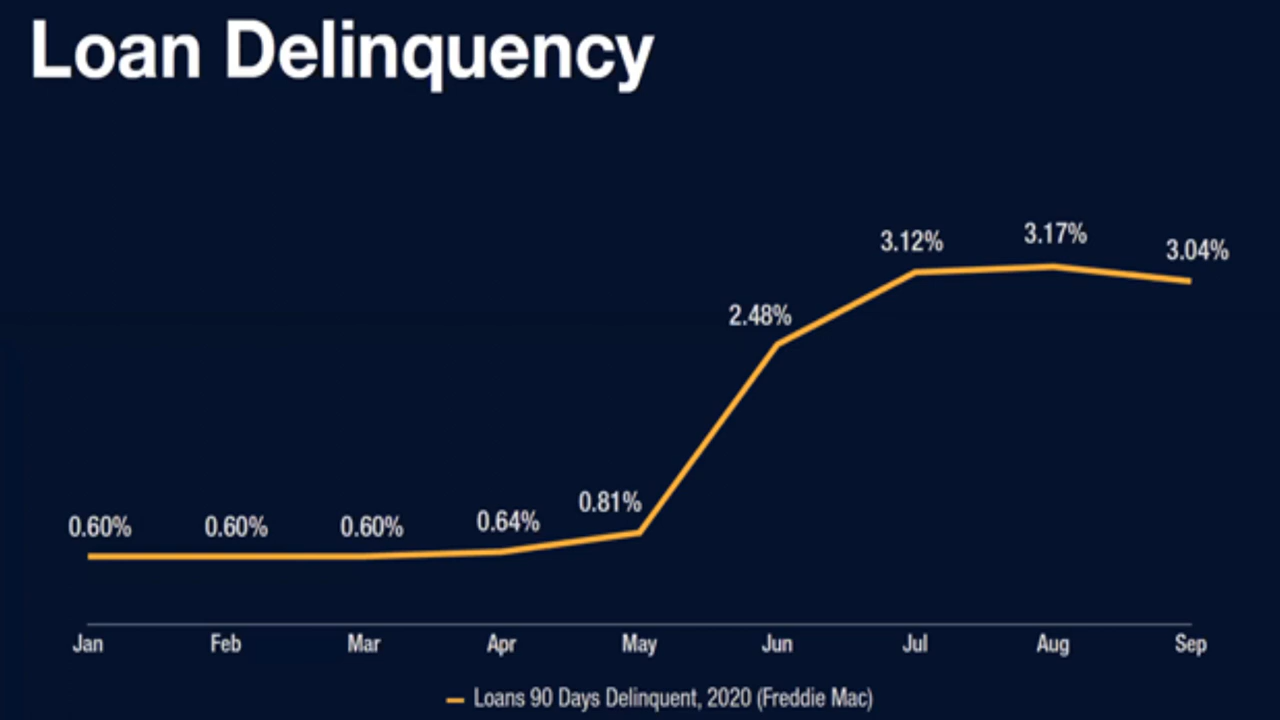 Loan Delinquency
3.12% 3.17% 3.04%
2.48%
0.60% 0.60% 0.60% 0.64% 0.81%
Jan Feb Mar Apr May Jun Jul Aug Sep
Loans 90 Days Delinquent, 2020 (Freddie Mac)